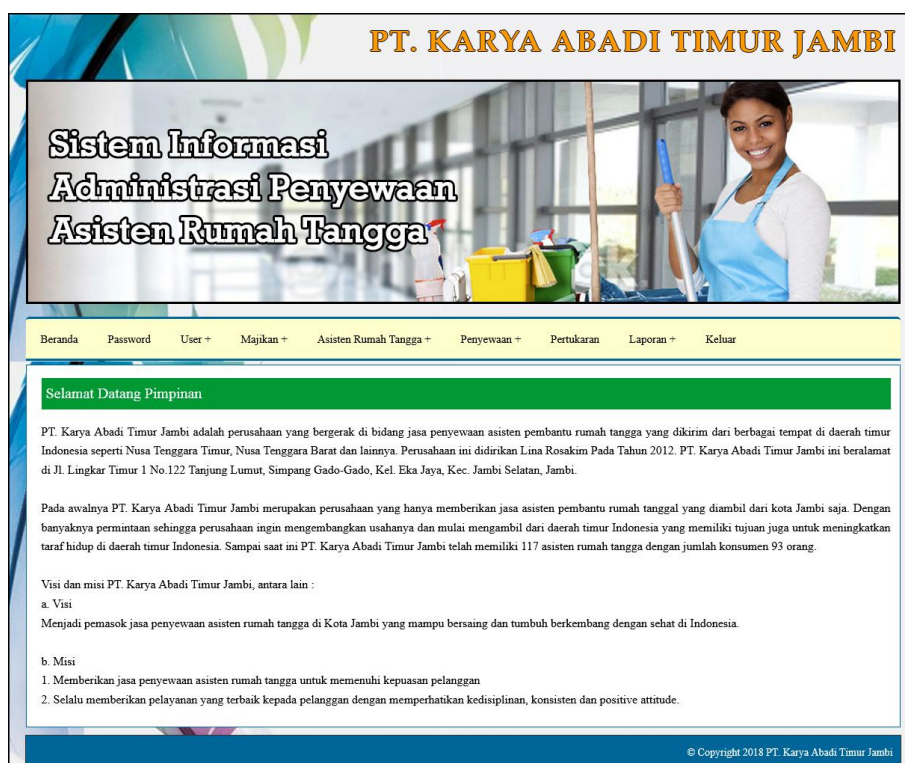 PT. KARYA ABADI TIMUR JAMBI
Sistem Informasi
Administrasi Penyewaan
Asisten Rumah Tangga
Beranda Password User + Majikan + Asisten Rumah Tangga + Penyewaan + Pertukaran Laporan + Keluar
Selamat Datang Pimpinan
PT. Karya Abadi Timur Jambi adalah perusahaan yang bergerak di bidang jasa penyewaan asisten pembantu rumah tangga yang dikirim dari berbagai tempat di daerah timur
Indonesia seperti Nusa Tenggara Timur, Nusa Tenggara Barat dan lainnya. Perusahaan ini didirikan Lina Rosakim Pada Tahun 2012. PT. Karya Abadi Timur Jambi ini beralamat
di Jl. Lingkar Timur 1 No.122 Tanjung Lumut, Simpang Gado-Gado, Kel. Eka Jaya, Kec. Jambi Selatan, Jambi.
Pada awalnya PT. Karya Abadi Timur Jambi merupakan perusahaan yang hanya memberikan jasa asisten pembantu rumah tanggal yang diambil dari kota Jambi saja. Dengan
banyaknya permintaan sehingga perusahaan ingin mengembangkan usahanya dan mulai mengambil dari daerah timur Indonesia yang memiliki tujuan juga untuk meningkatkan
taraf hidup di daerah timur Indonesia. Sampai saat ini PT. Karya Abadi Timur Jambi telah memiliki 117 asisten rumah tangga dengan jumlah konsumen 93 orang.
Visi dan misi PT. Karya Abadi Timur Jambi, antara lain :
a. Visi
Menjadi pemasok jasa penyewaan asisten rumah tangga di Kota Jambi yang mampu bersaing dan tumbuh berkembang dengan sehat di Indonesia.
b. Misi
1. Memberikan jasa penyewaan asisten rumah tangga untuk memenuhi kepuasan pelanggan
2. Selalu memberikan pelayanan yang terbaik kepada pelanggan dengan memperhatikan kedisiplinan, konsisten dan positive attitude.
© Copyright 2018 PT. Karya Abadi Timur Jambi